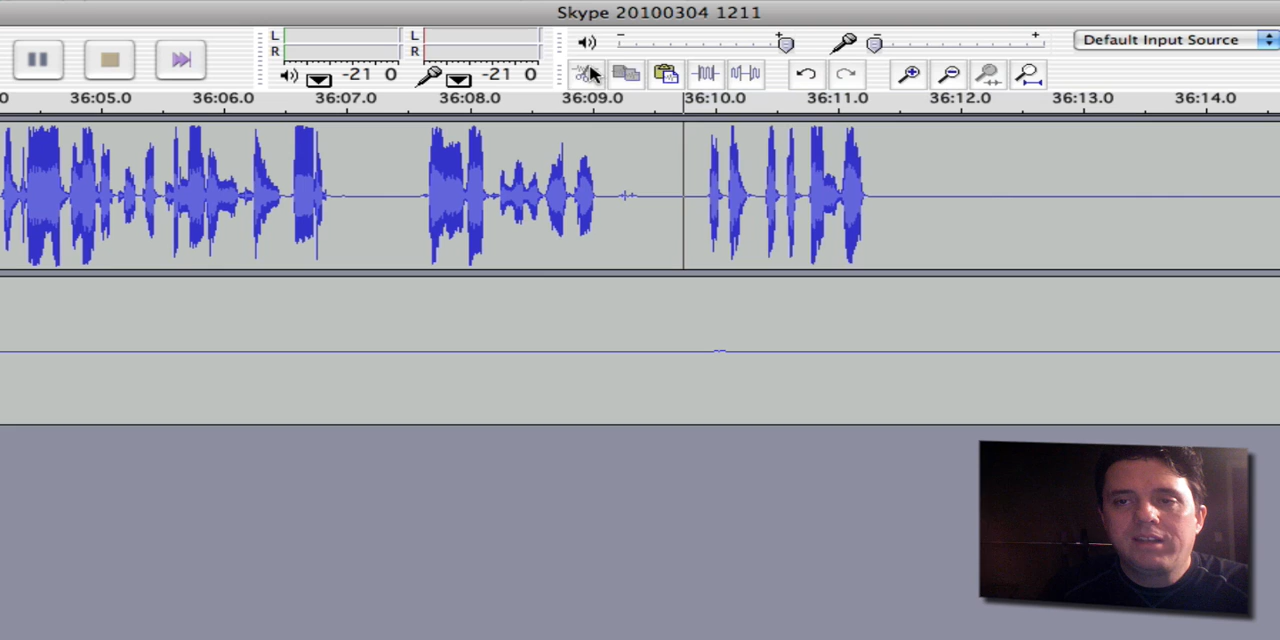 Skype 20100304 1211
L
R
L
R
-21 0
-21 0
- +
- +
Default Input Source
0 36:05.0 36:06.0 36:07.0 36:08.0 36:09.0 36:10.0 36:11.0 36:12.0 36:13.0 36:14.0